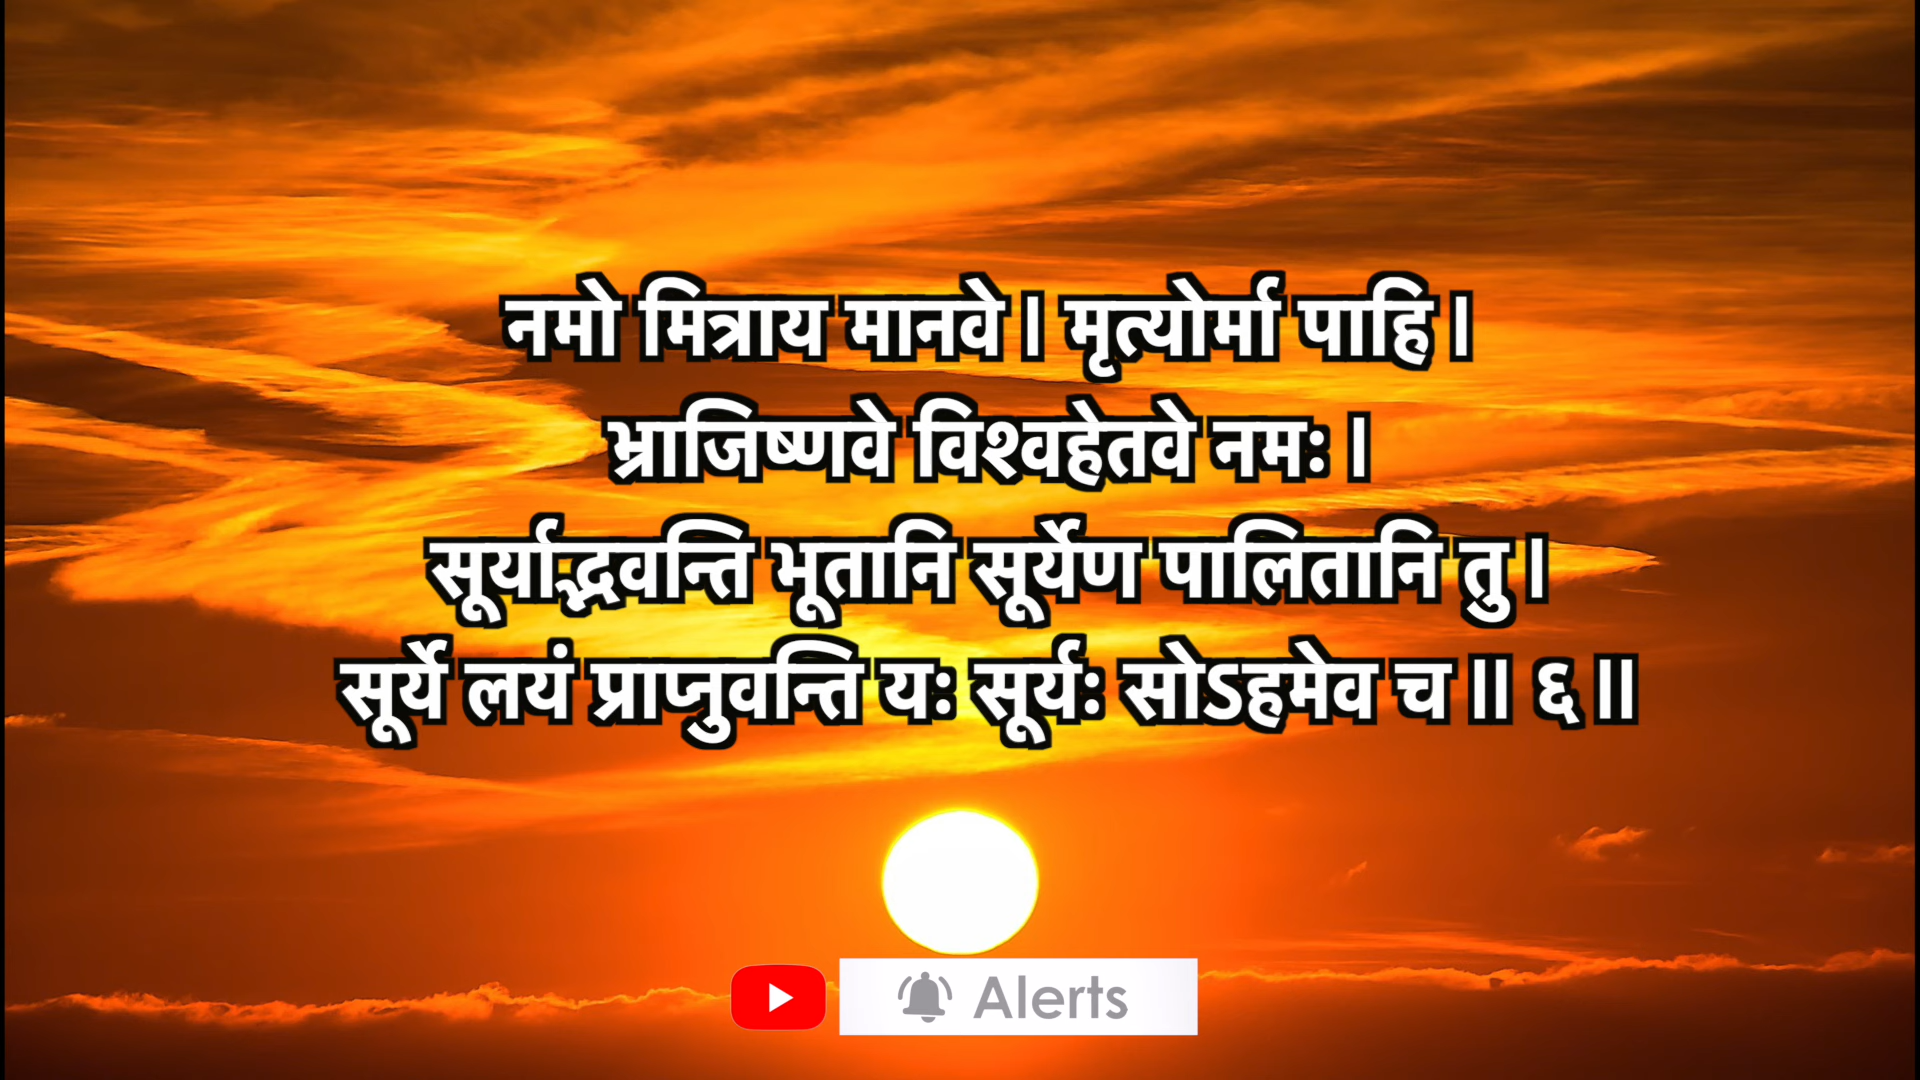 नमो मित्राय मानवे । मृत्योर्मा पाहि ।
भ्राजिष्णवे विश्वहेतवे नमः ।
सूर्याद्भवन्ति भूतानि सूर्येण पालितानि तु ।
सूर्ये लयं प्राप्नुवन्ति यः सूर्यः सोऽहमेव च ॥ ६ ॥
Alerts